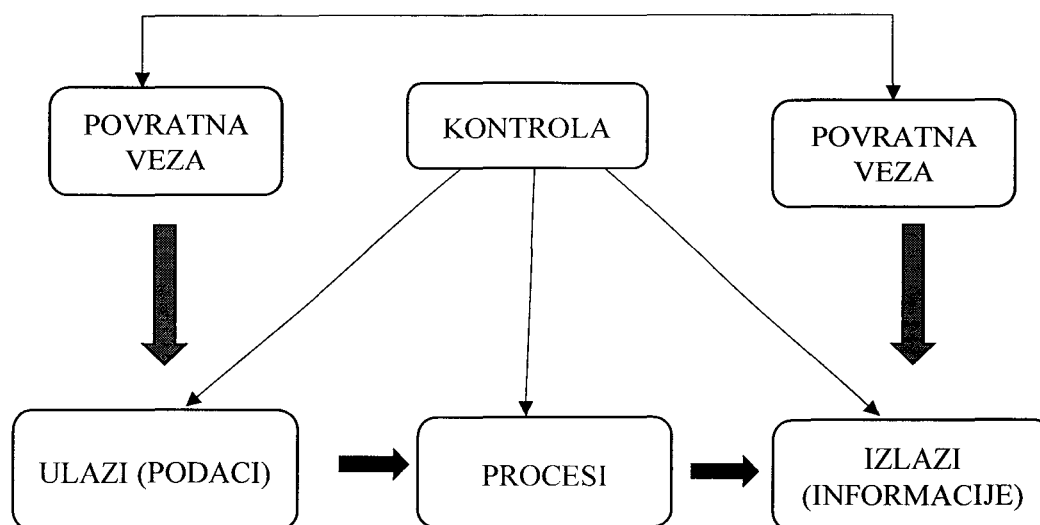 POVRATNA
VEZA
KONTROLA
POVRATNA
VEZA
ULAZI (PODACI)
PROCESI
IZLAZI
(INFORMACIJE)